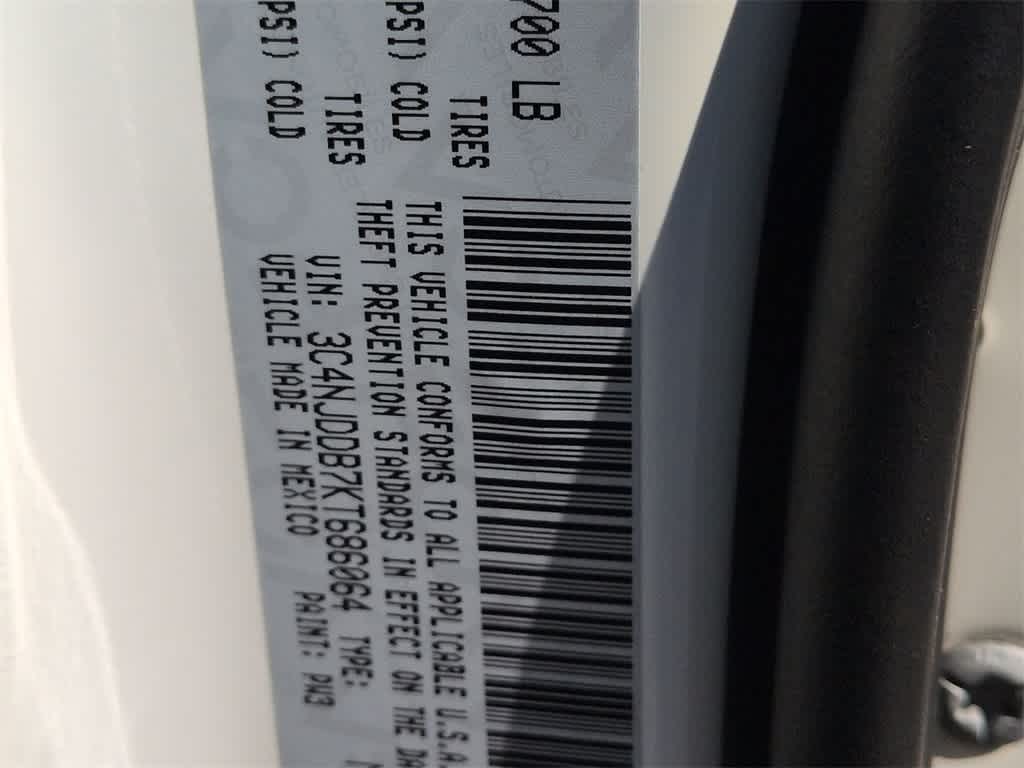 700 LB
TIRES
PSI) COLD
TIRES
PSI) COLD
THIS VEHICLE CONFORMS TO ALL APPLICABLE U.S.A.
THEFT PREVENTION STANDARDS IN EFFECT ON THE DA
VIN: 3C4NJDDB7KT686064 TYPE:
VEHICLE MADE IN MEXICO PAINT: PW3